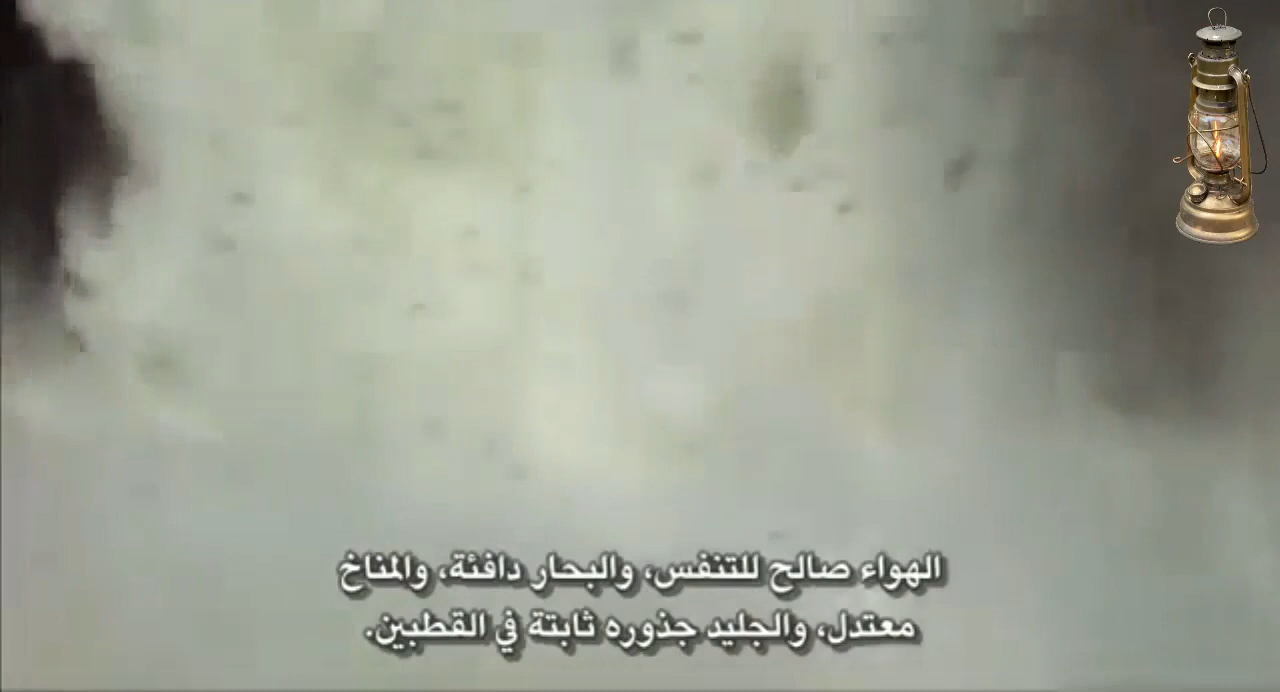 الهواء صالح للتنفس، والبحار دافئة، والمناخ
معتدل، والجليد جذوره ثابتة في القطبين.